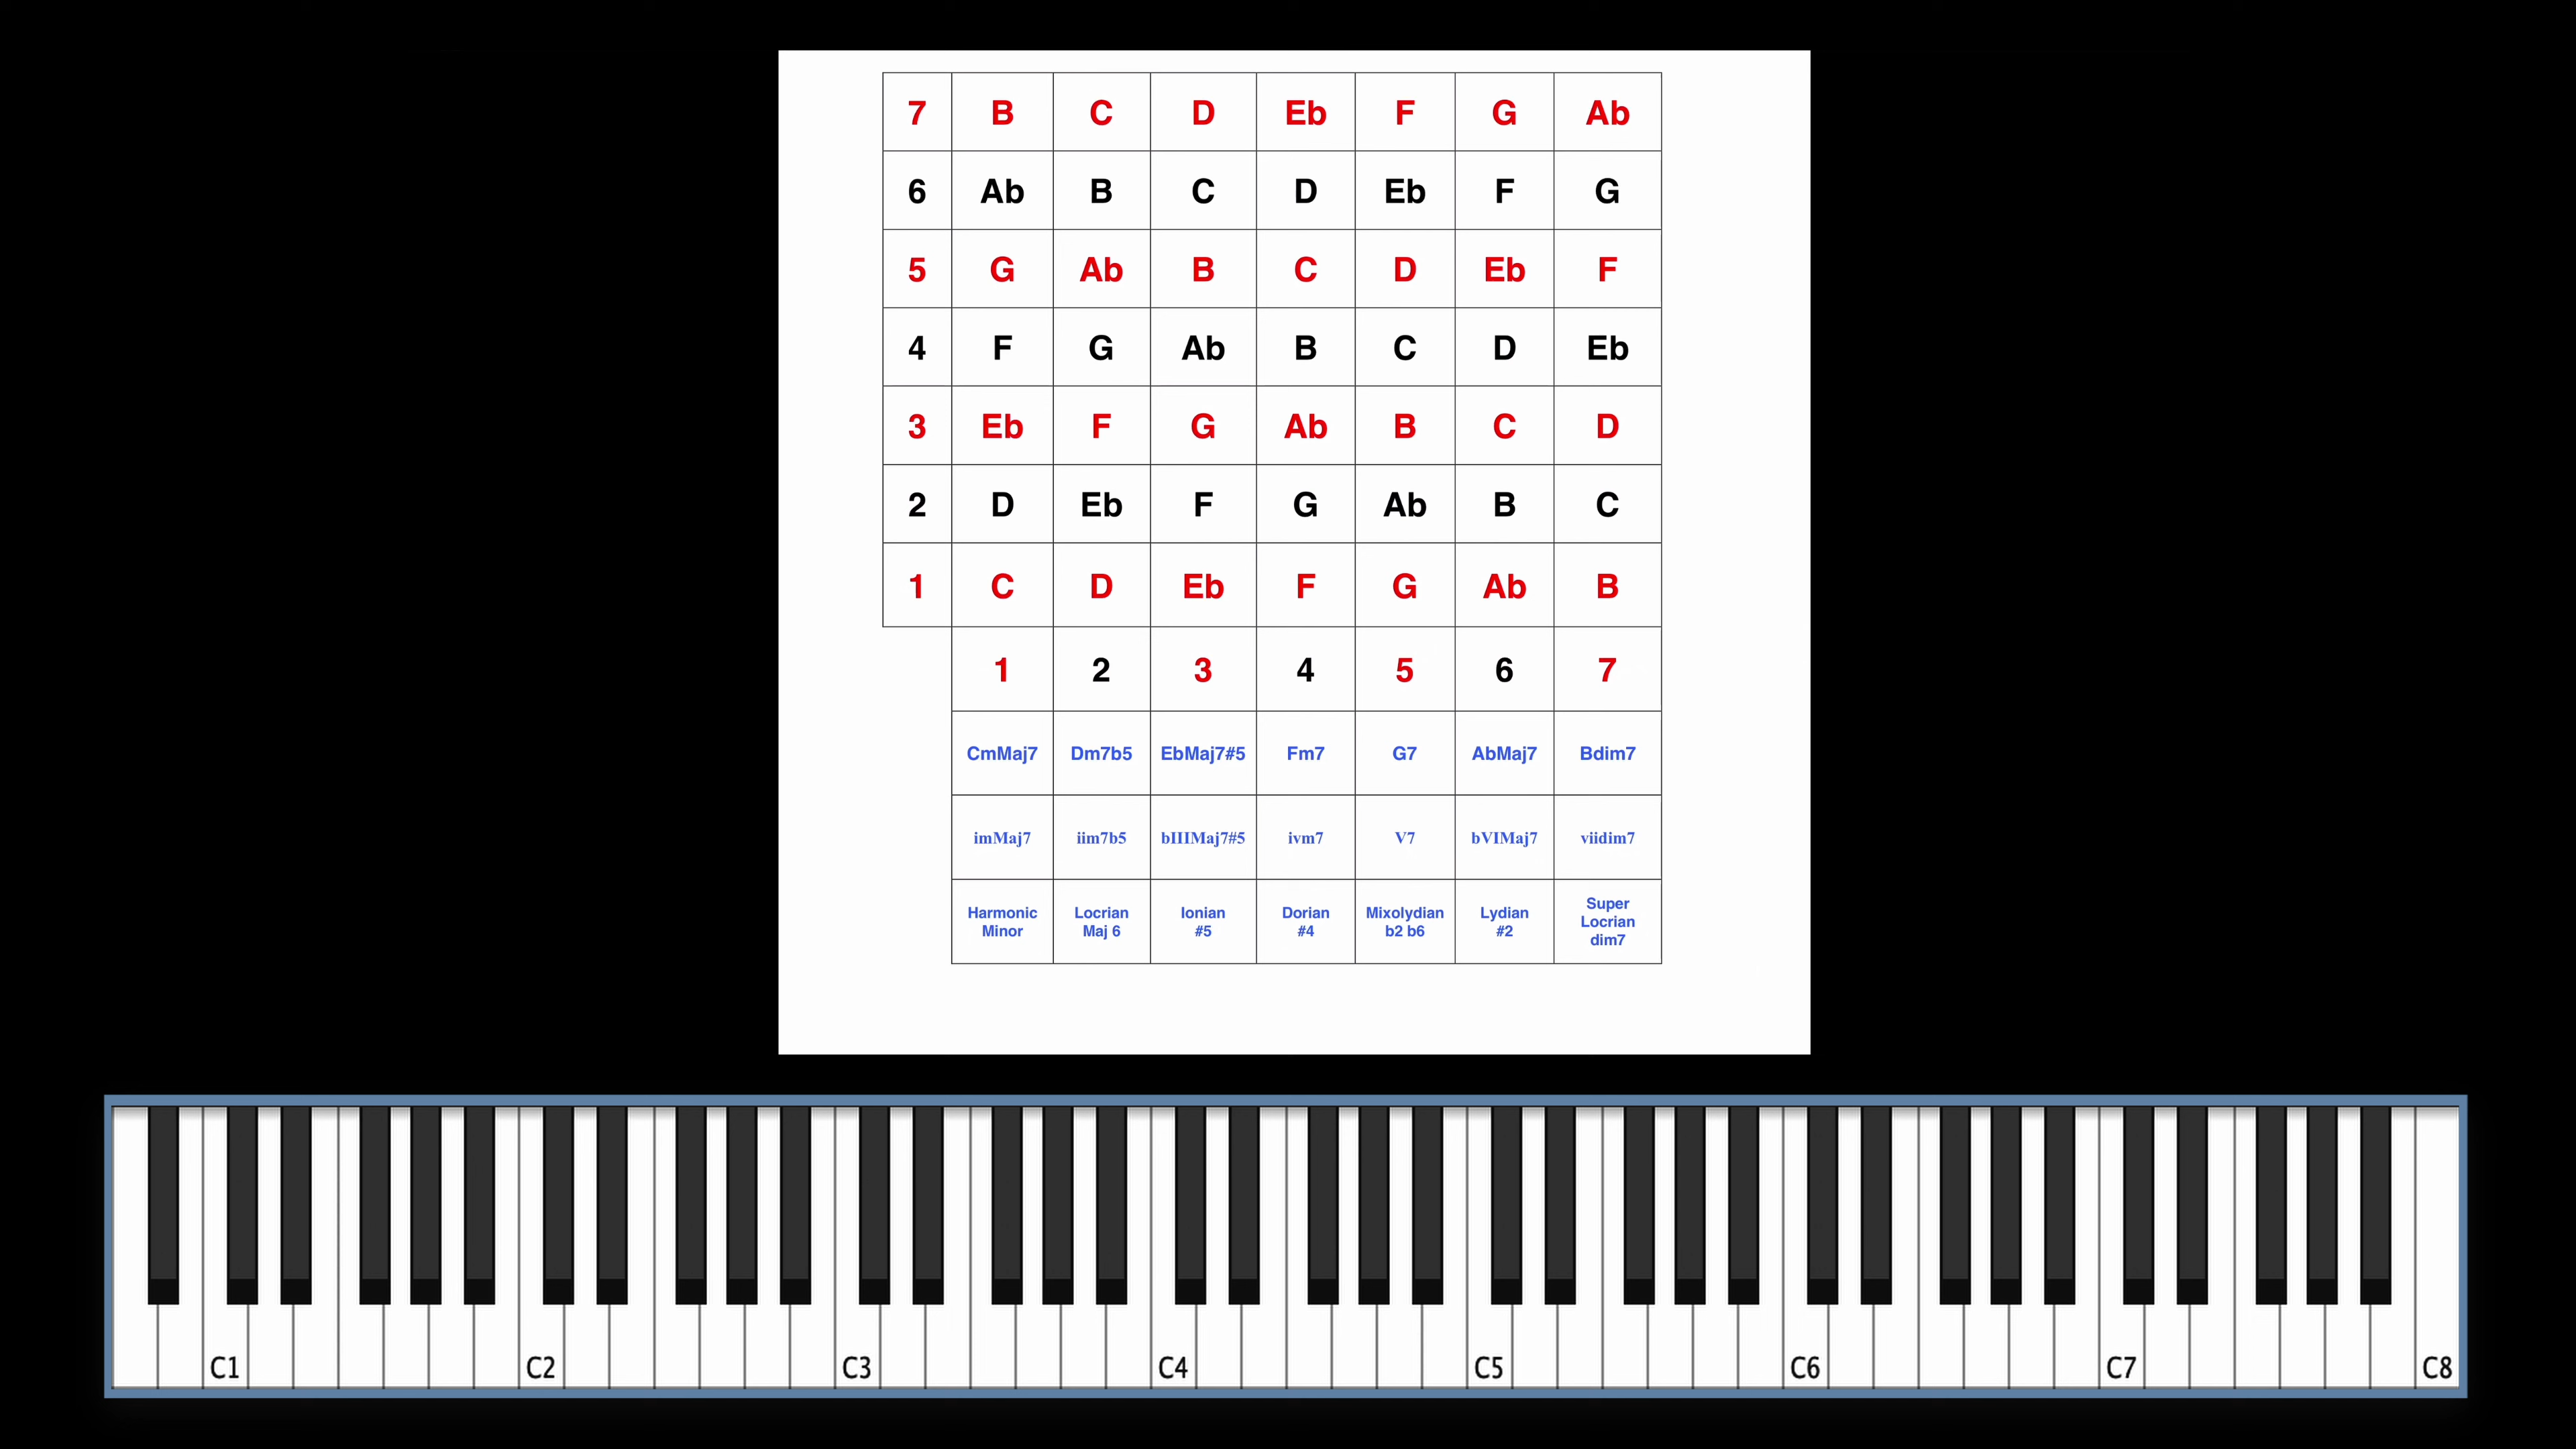 7 B C D Eb F G Ab
6 Ab B C D Eb F G
5 G Ab B C D Eb F
4 F G Ab B C D Eb
3 Eb F G Ab B C D
2 D Eb F G Ab B C
1 C D Eb F G Ab B
1 2 3 4 5 6 7
CmMaj7 Dm7b5 EbMaj7#5 Fm7 G7 AbMaj7 Bdim7
imMaj7 iim7b5 bIIIMaj7#5 ivm7 V7 bVIMaj7 viidim7
Harmonic
Minor
Locrian
Maj 6
Ionian
#5
Dorian
#4
Mixolydian
b2 b6
Lydian
#2
Super
Locrian
dim7
C1 C2 C3 C4 C5 C6 C7 C8